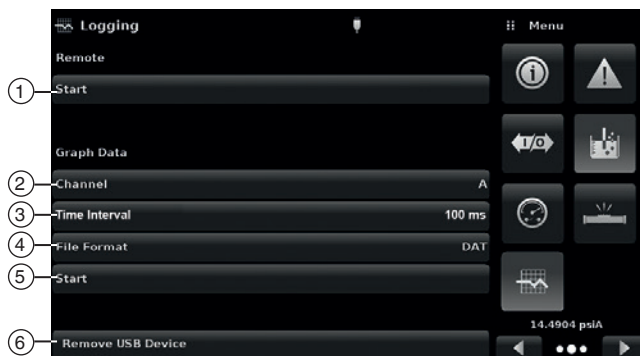 Logging
Menu
Remote
1 Start
Graph Data
2 Channel A
3 Time Interval 100 ms
4 File Format DAT
5 Start
6 Remove USB Device
I/O
14.4904 psiA